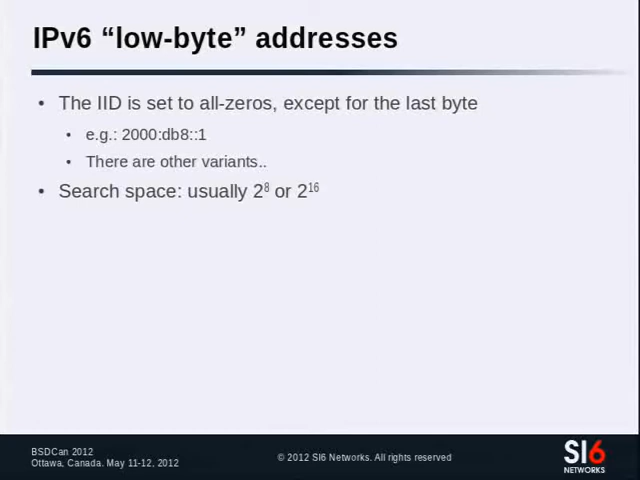 IPv6 “low-byte” addresses
• The IID is set to all-zeros, except for the last byte
• e.g.: 2000:db8::1
• There are other variants..
• Search space: usually 2⁸ or 2¹⁶
BSDCan 2012
Ottawa, Canada. May 11-12, 2012
© 2012 SI6 Networks. All rights reserved
SI6
NETWORKS